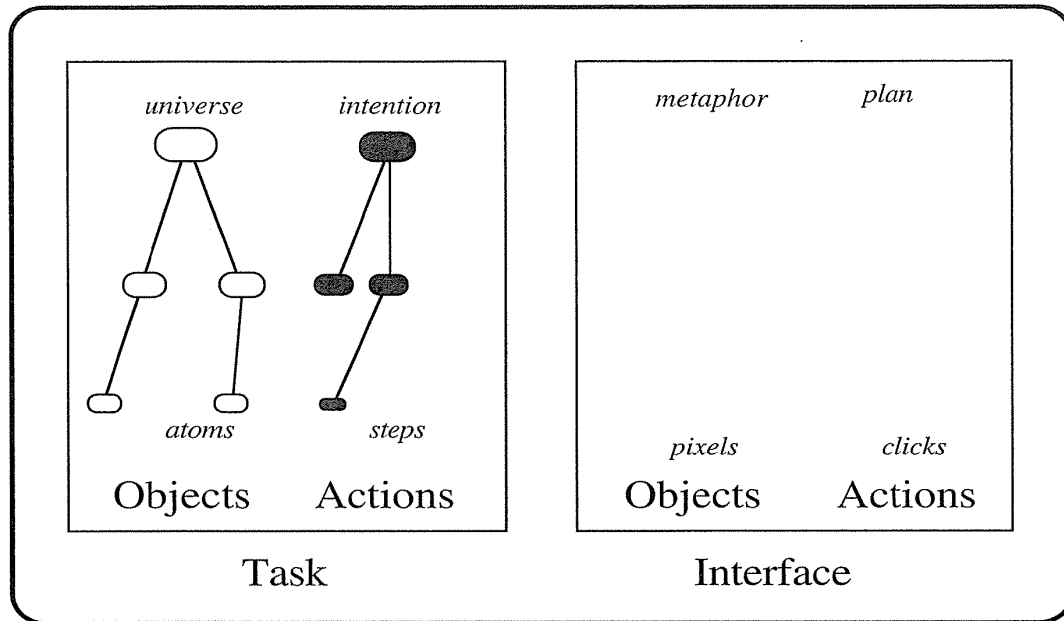 universe intention
atoms steps
Objects Actions
Task
metaphor plan
pixels clicks
Objects Actions
Interface